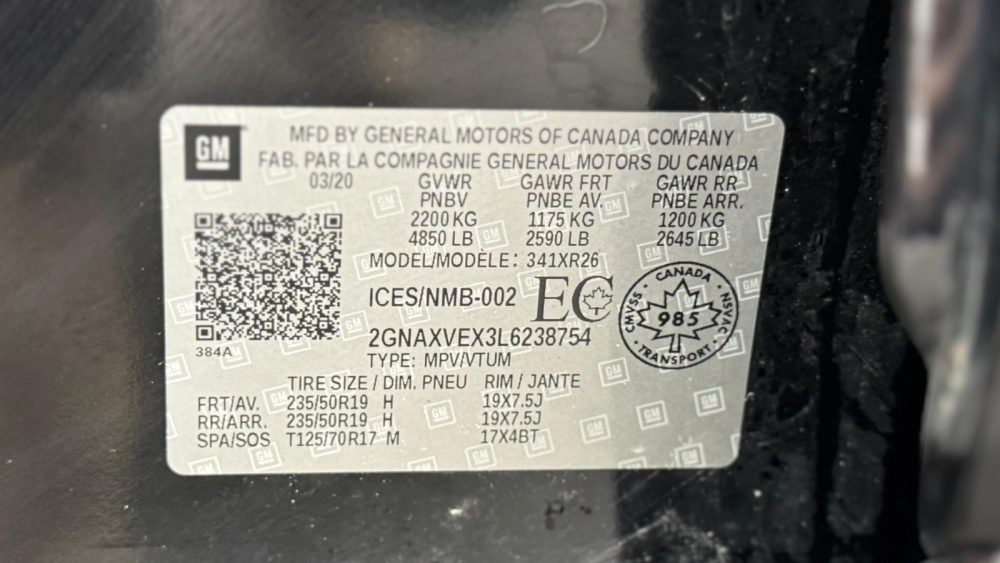 GM MFD BY GENERAL MOTORS OF CANADA COMPANY
FAB. PAR LA COMPAGNIE GENERAL MOTORS DU CANADA
03/20 GVWR GAWR FRT GAWR RR
PNBV PNBE AV. PNBE ARR.
2200 KG 1175 KG 1200 KG
4850 LB 2590 LB 2645 LB
MODEL/MODÈLE: 341XR26
ICES/NMB-002 EC
CANADA
CMVSS 985 NSVAC
TRANSPORT
2GNAXVEX3L6238754
384A
TYPE: MPV/VTUM
TIRE SIZE / DIM. PNEU RIM / JANTE
FRT/AV. 235/50R19 H 19X7.5J
RR/ARR. 235/50R19 H 19X7.5J
SPA/SOS T125/70R17 M 17X4BT